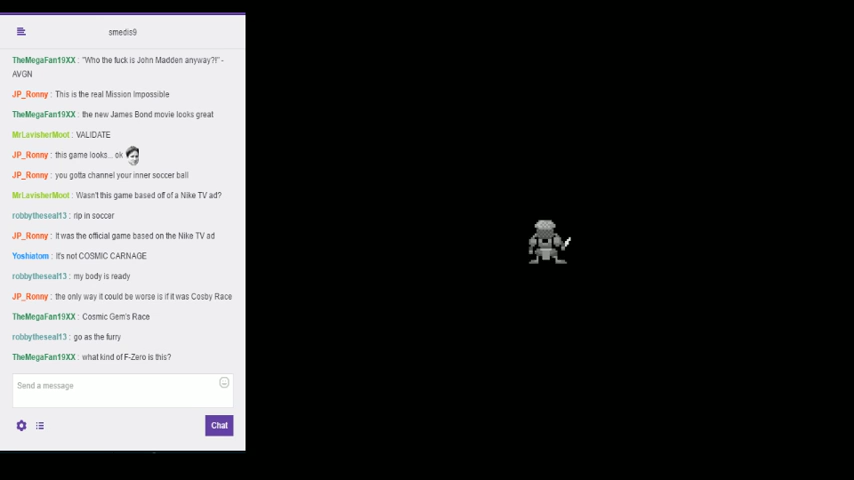 smedis9
TheMegaFan19XX : "Who the fuck is John Madden anyway?!" -
AVGN
JP_Ronny : This is the real Mission Impossible
TheMegaFan19XX : the new James Bond movie looks great
MrLavisherMoot : VALIDATE
JP_Ronny : this game looks... ok
JP_Ronny : you gotta channel your inner soccer ball
MrLavisherMoot : Wasn't this game based off of a Nike TV ad?
robbytheseal13 : rip in soccer
JP_Ronny : It was the official game based on the Nike TV ad
Yoshiatom : It's not COSMIC CARNAGE
robbytheseal13 : my body is ready
JP_Ronny : the only way it could be worse is if it was Cosby Race
TheMegaFan19XX : Cosmic Gem's Race
robbytheseal13 : go as the furry
TheMegaFan19XX : what kind of F-Zero is this?
Send a message
Chat